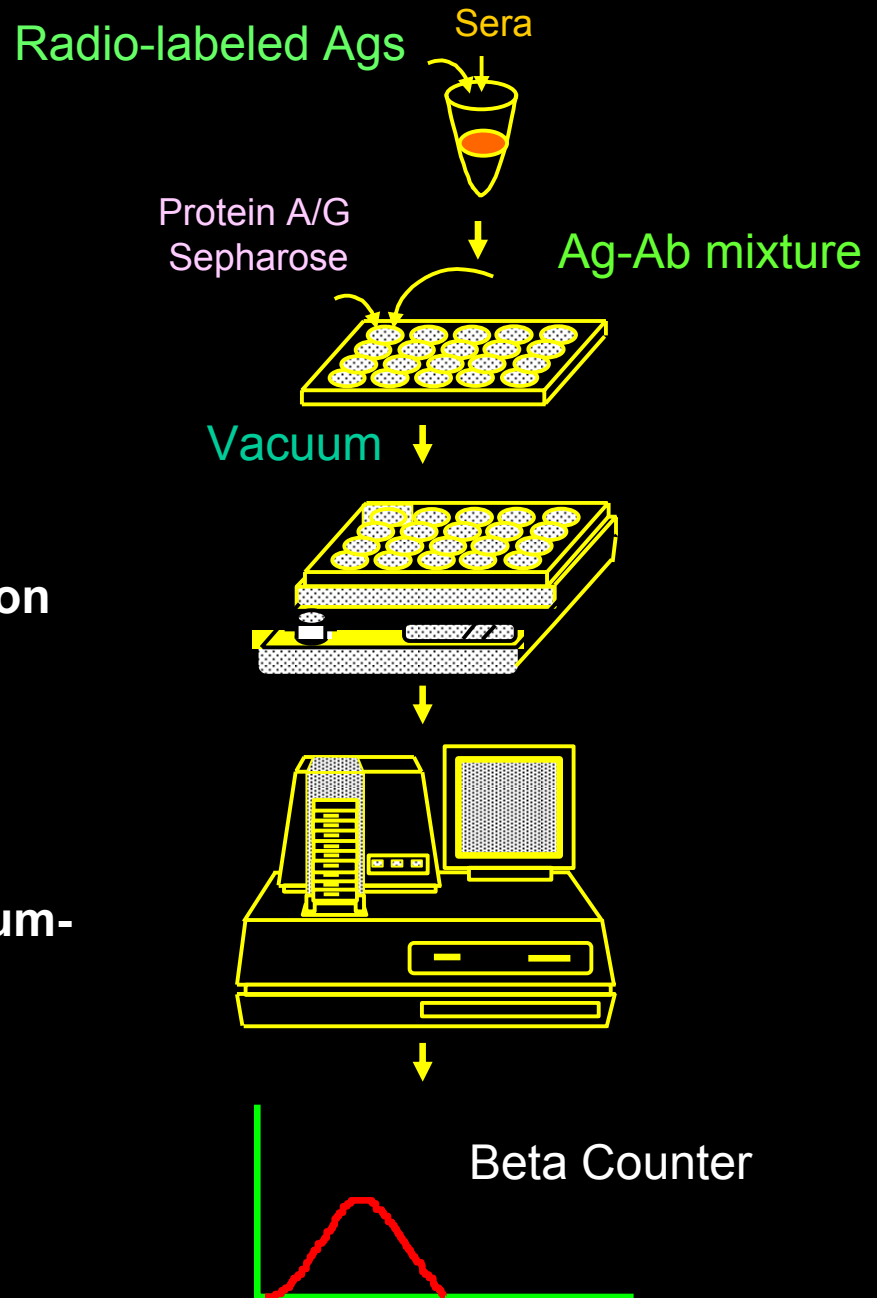 Sera
Radio-labeled Ags
Protein A/G
Sepharose
Ag-Ab mixture
Vacuum
on
um-
Beta Counter